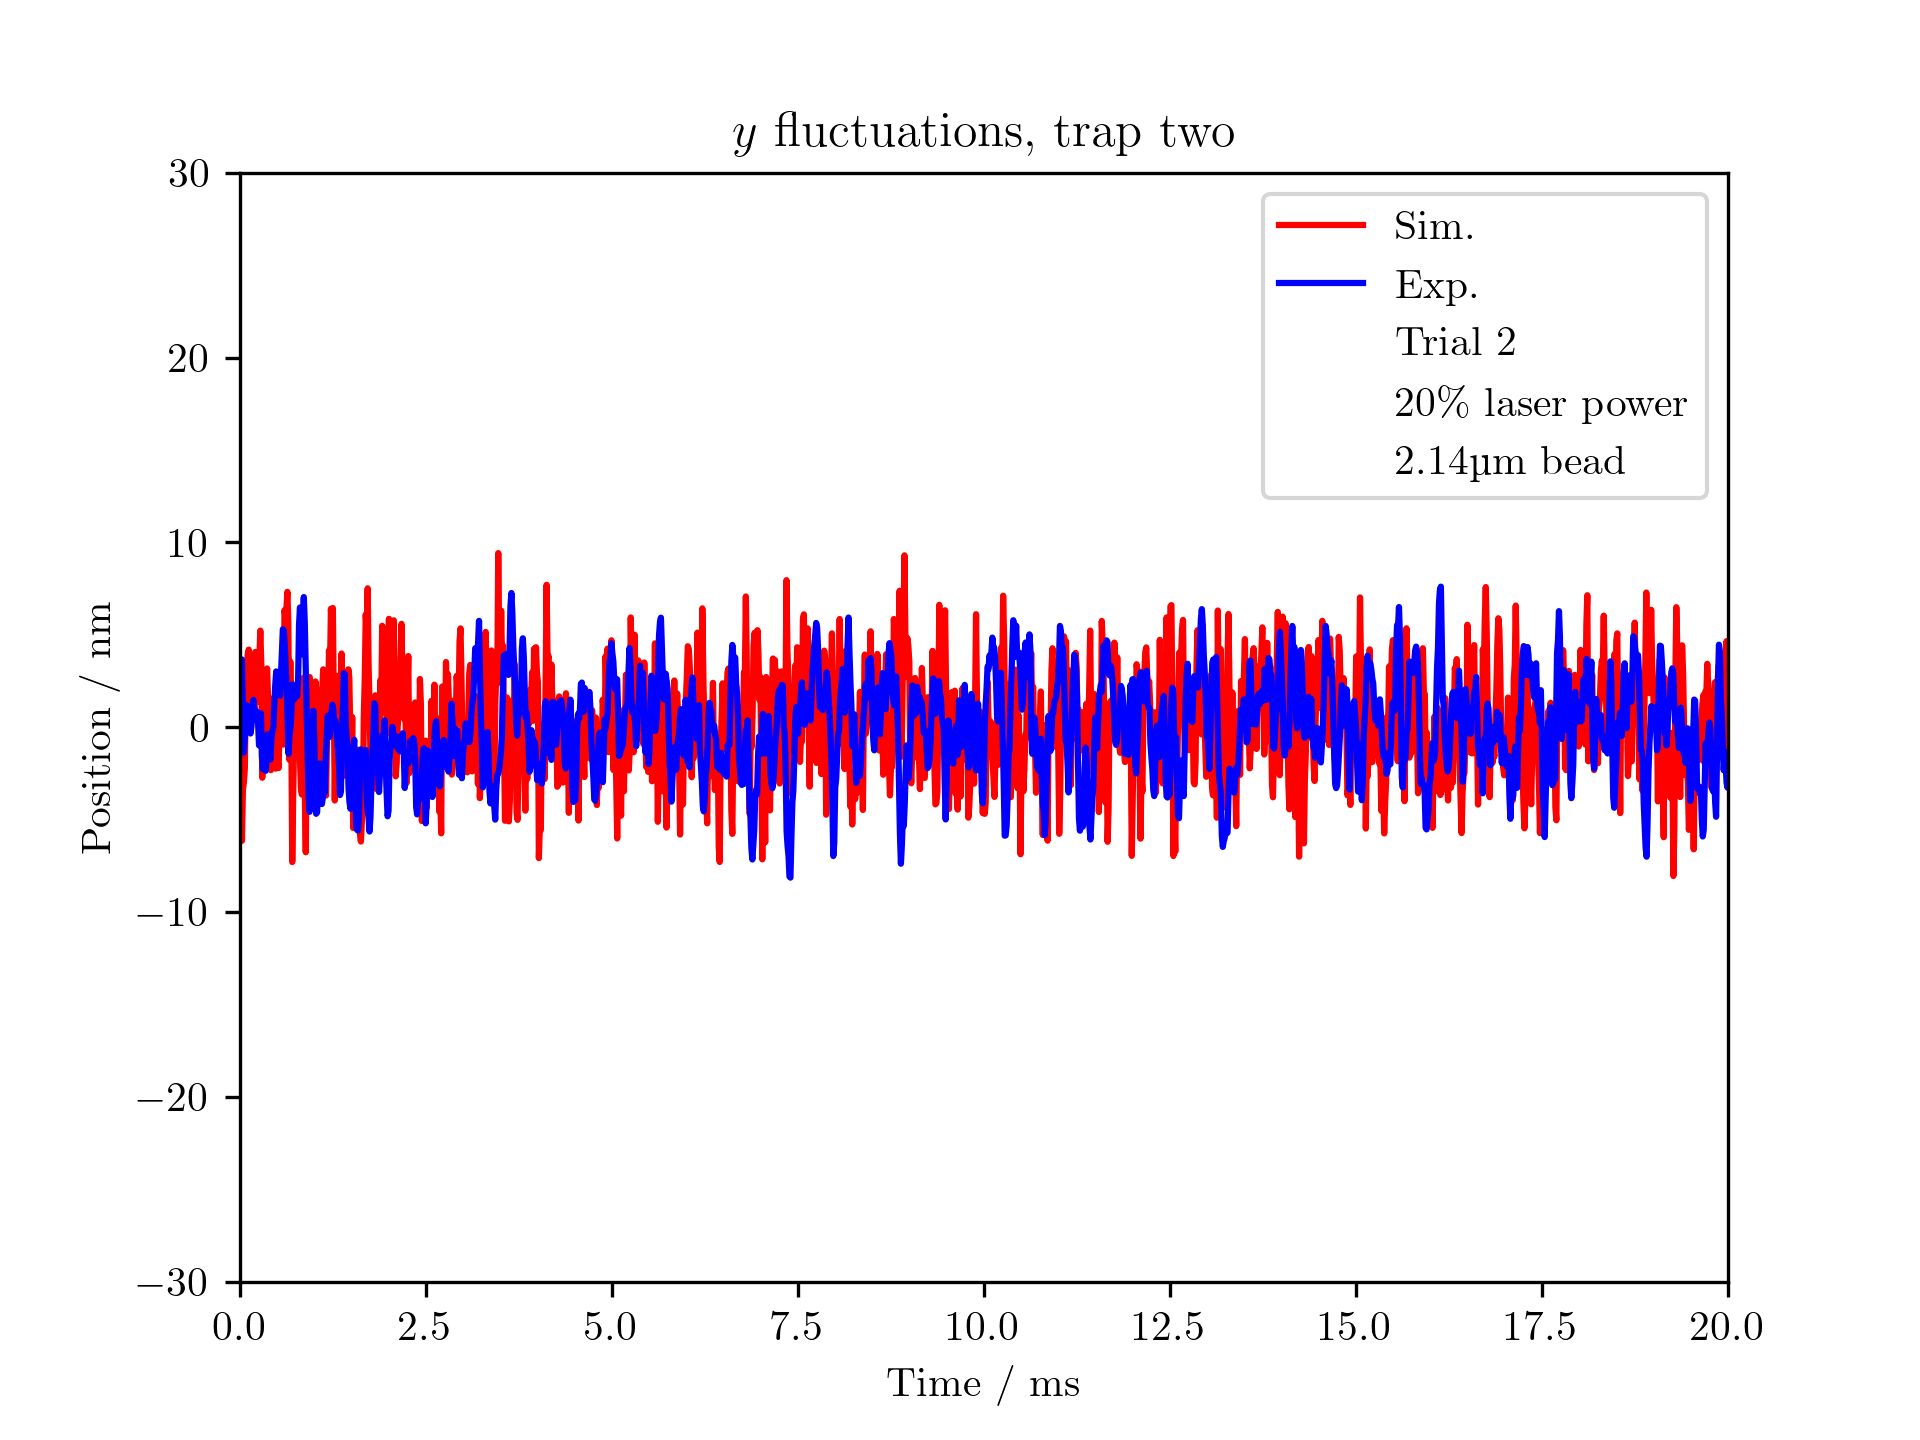 y fluctuations, trap two
Sim.
Exp.
Trial 2
20% laser power
2.14µm bead
Position / nm
30
20
10
0
−10
−20
−30
0.0 2.5 5.0 7.5 10.0 12.5 15.0 17.5 20.0
Time / ms